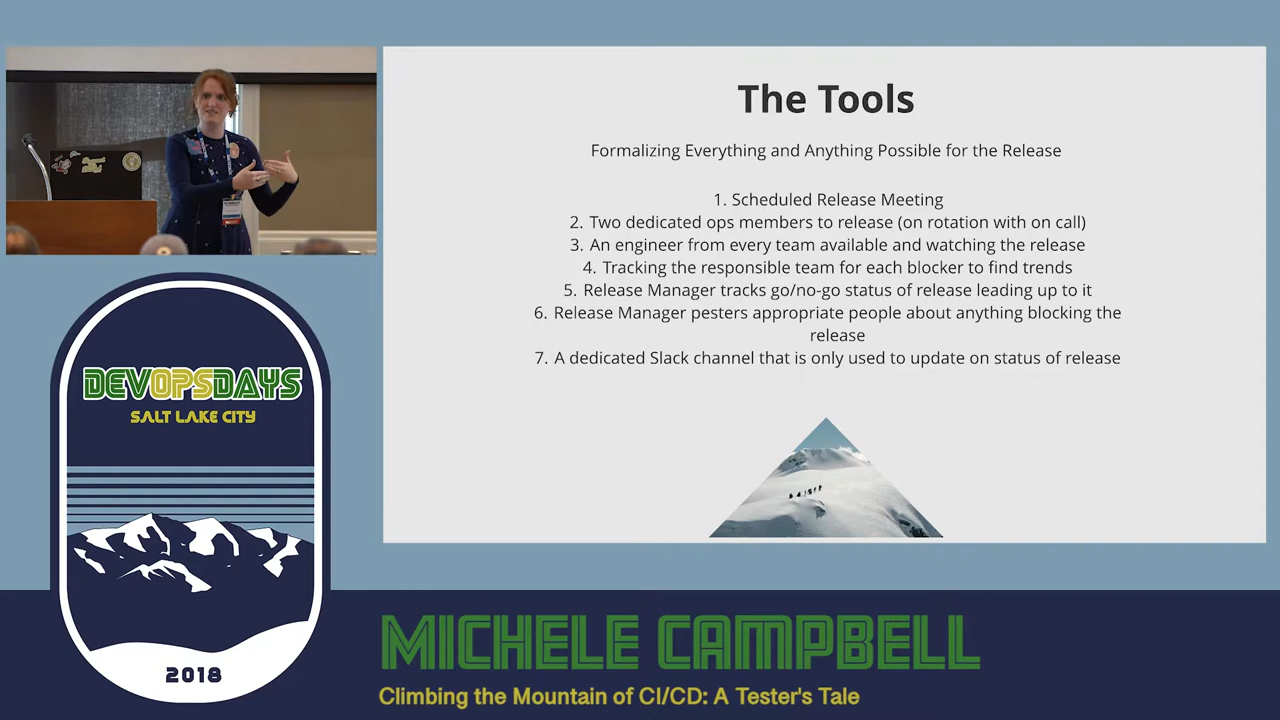 The Tools
Formalizing Everything and Anything Possible for the Release
1. Scheduled Release Meeting
2. Two dedicated ops members to release (on rotation with on call)
3. An engineer from every team available and watching the release
4. Tracking the responsible team for each blocker to find trends
5. Release Manager tracks go/no-go status of release leading up to it
6. Release Manager pesters appropriate people about anything blocking the
release
7. A dedicated Slack channel that is only used to update on status of release
DEVOPSDAYS
SALT LAKE CITY
2018
MICHELE CAMPBELL
Climbing the Mountain of CI/CD: A Tester's Tale